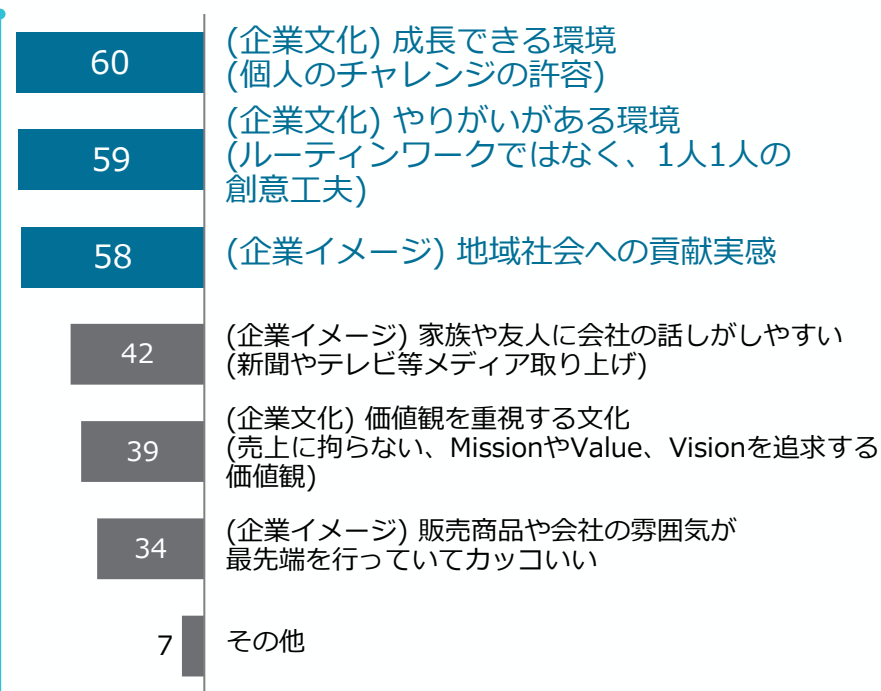 60
(企業文化) 成長できる環境
(個人のチャレンジの許容)
59
(企業文化) やりがいがある環境
(ルーティンワークではなく、1人1人の
創意工夫)
58
(企業イメージ) 地域社会への貢献実感
42
(企業イメージ) 家族や友人に会社の話しがしやすい
(新聞やテレビ等メディア取り上げ)
39
(企業文化) 価値観を重視する文化
(売上に拘らない、MissionやValue、Visionを追求する
価値観)
34
(企業イメージ) 販売商品や会社の雰囲気が
最先端を行っていてカッコいい
7
その他